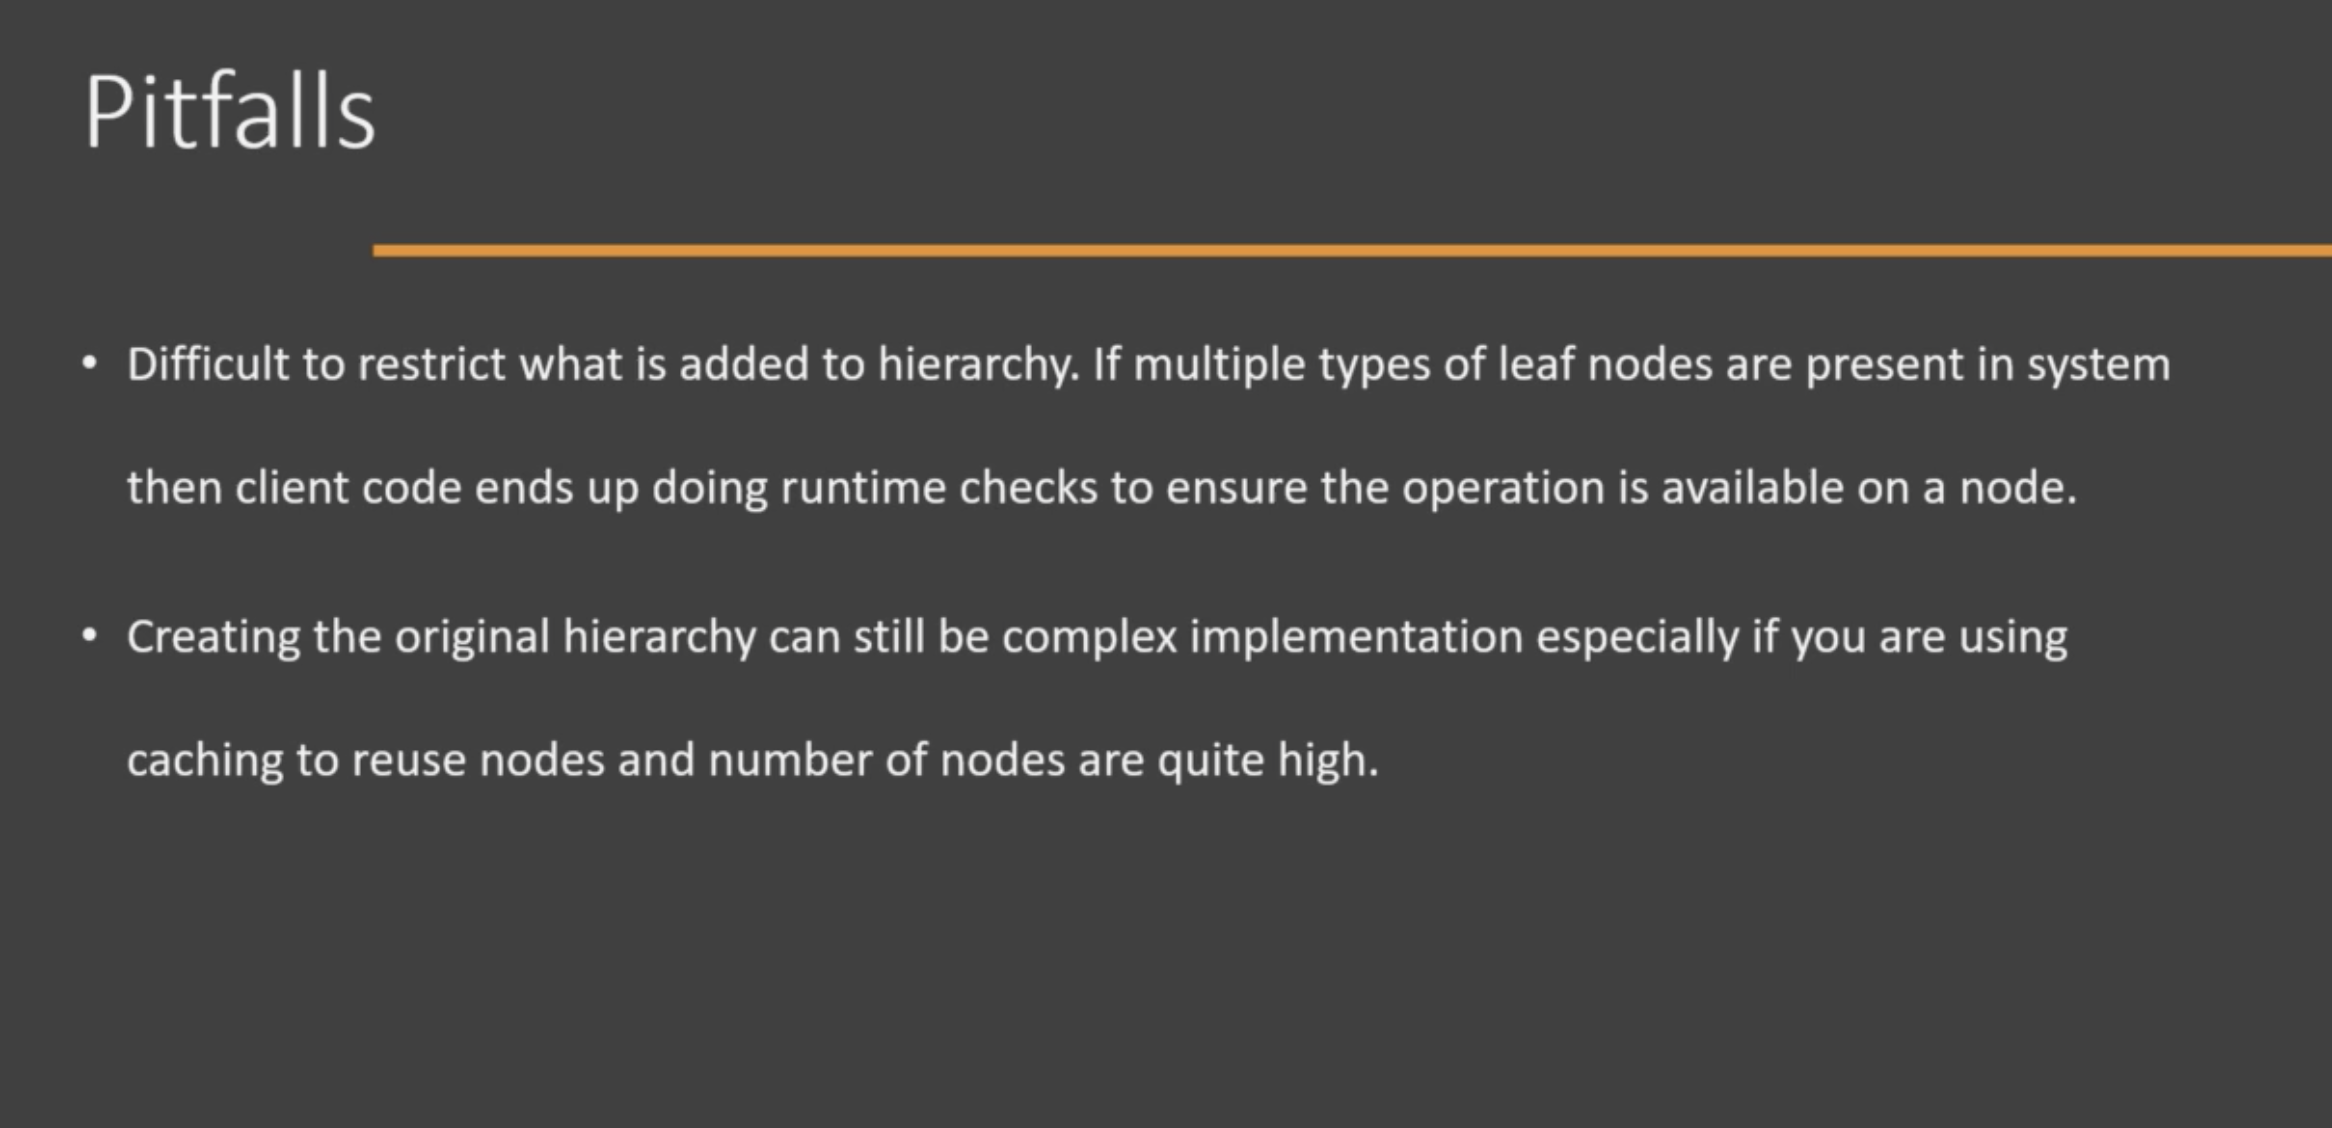 Pitfalls
• Difficult to restrict what is added to hierarchy. If multiple types of leaf nodes are present in system
then client code ends up doing runtime checks to ensure the operation is available on a node.
• Creating the original hierarchy can still be complex implementation especially if you are using
caching to reuse nodes and number of nodes are quite high.